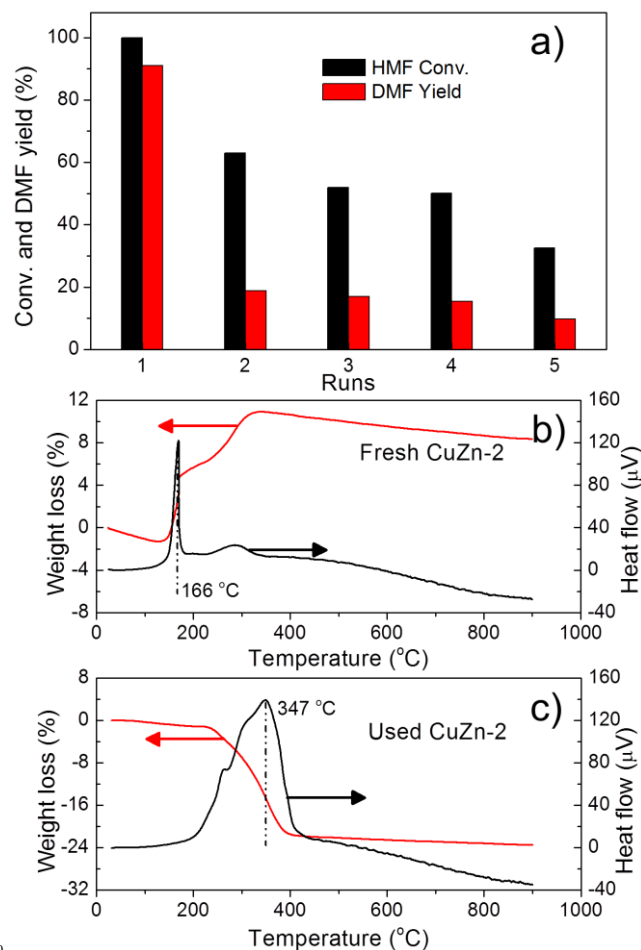 a)
HMF Conv.
DMF Yield
Conv. and DMF yield (%)
100
80
60
40
20
0
1 2 3 4 5
Runs
b)
Fresh CuZn-2
Weight loss (%)
12
8
4
0
-4
-8
160
120
80
40
0
-40
Heat flow (μV)
166 °C
0 200 400 600 800 1000
Temperature (°C)
c)
Used CuZn-2
Weight loss (%)
8
0
-8
-16
-24
-32
160
120
80
40
0
-40
Heat flow (μV)
347 °C
0 200 400 600 800 1000
Temperature (°C)